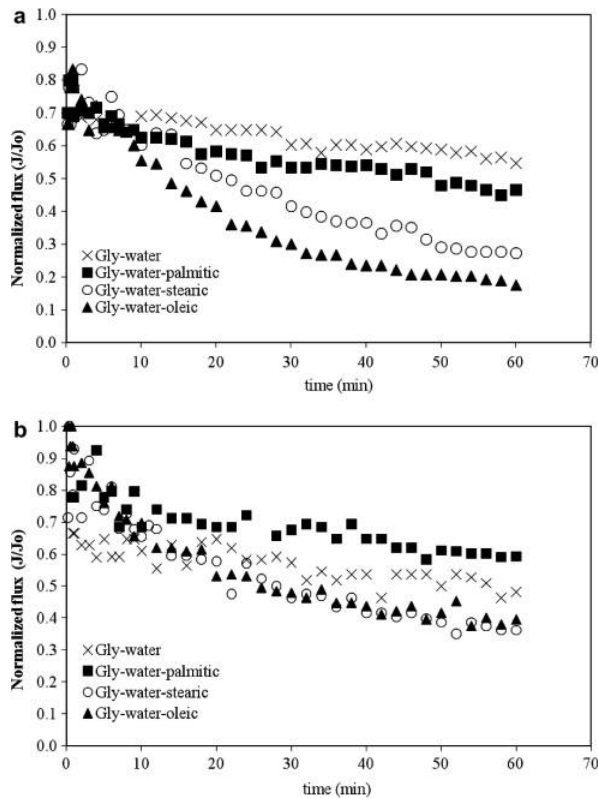 a
1.0
0.9
0.8
0.7
0.6
0.5
0.4
0.3
0.2
0.1
0.0
Normalized flux (J/Jo)
Gly-water
Gly-water-palmitic
Gly-water-stearic
Gly-water-oleic
0 10 20 30 40 50 60 70
time (min)
b
1.0
0.9
0.8
0.7
0.6
0.5
0.4
0.3
0.2
0.1
0.0
Normalized flux (J/Jo)
Gly-water
Gly-water-palmitic
Gly-water-stearic
Gly-water-oleic
0 10 20 30 40 50 60 70
time (min)